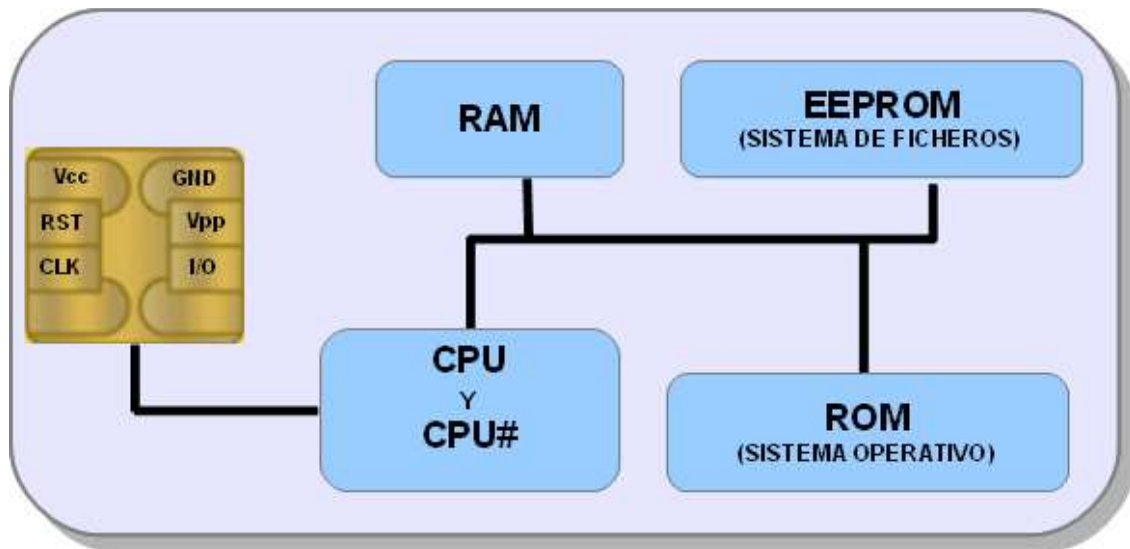 RAM
EEPROM
(SISTEMA DE FICHEROS)
Vcc GND
RST Vpp
CLK I/O
CPU
Y
CPU#
ROM
(SISTEMA OPERATIVO)